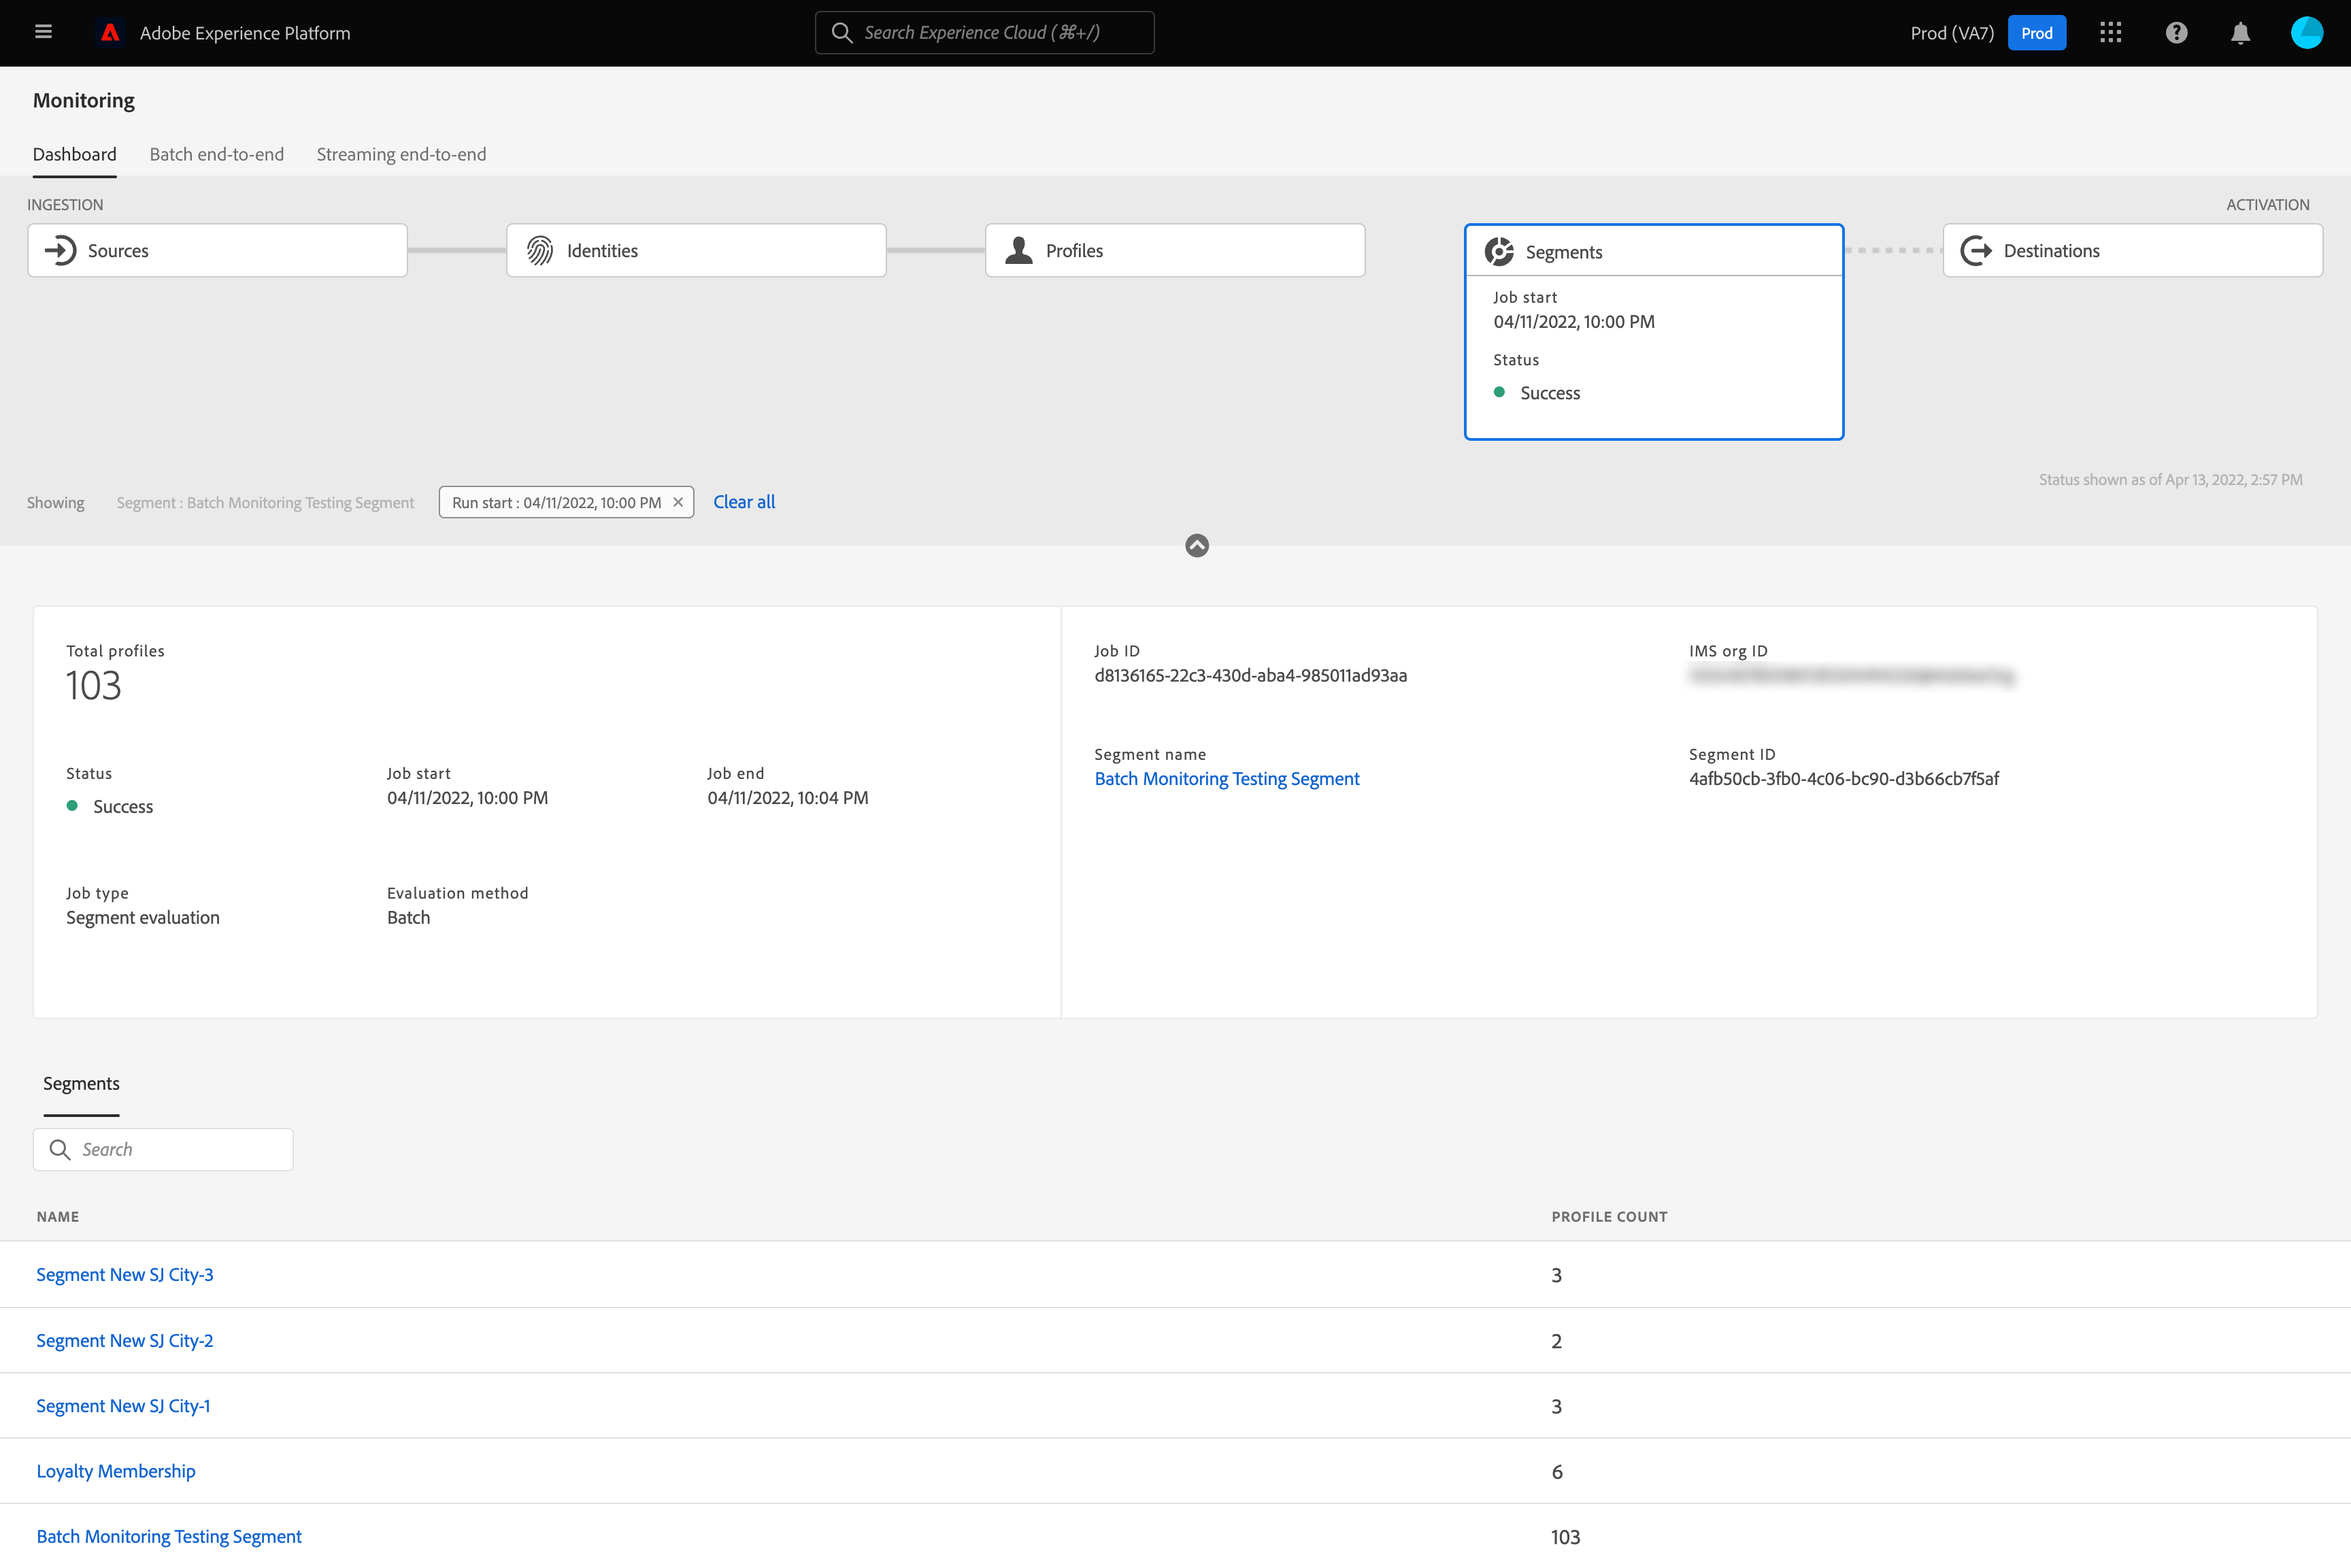 Adobe Experience Platform
Search Experience Cloud (⌘+/)
Prod (VA7)
Prod
Monitoring
Dashboard
Batch end-to-end
Streaming end-to-end
INGESTION
ACTIVATION
Sources
Identities
Profiles
Segments
Destinations
Job start
04/11/2022, 10:00 PM
Status
Success
Status shown as of Apr 13, 2022, 2:57 PM
Showing
Segment : Batch Monitoring Testing Segment
Run start : 04/11/2022, 10:00 PM
Clear all
Total profiles
103
Status
Success
Job start
04/11/2022, 10:00 PM
Job end
04/11/2022, 10:04 PM
Job type
Segment evaluation
Evaluation method
Batch
Job ID
d8136165-22c3-430d-aba4-985011ad93aa
IMS org ID
Segment name
Batch Monitoring Testing Segment
Segment ID
4afb50cb-3fb0-4c06-bc90-d3b66cb7f5af
Segments
Search
NAME
PROFILE COUNT
Segment New SJ City-3
3
Segment New SJ City-2
2
Segment New SJ City-1
3
Loyalty Membership
6
Batch Monitoring Testing Segment
103